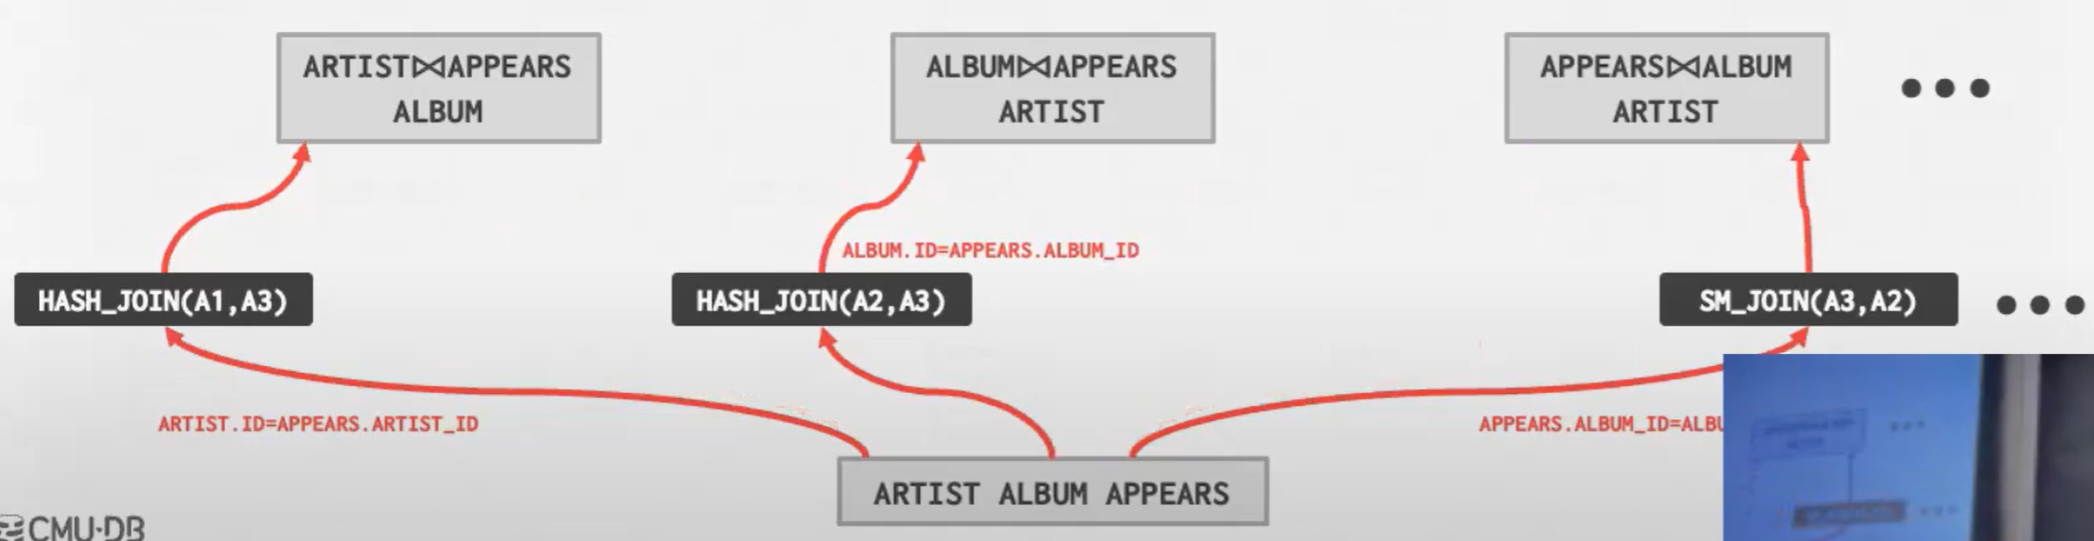 ARTIST⋈APPEARS
ALBUM
ALBUM⋈APPEARS
ARTIST
APPEARS⋈ALBUM
ARTIST
•••
ALBUM.ID=APPEARS.ALBUM_ID
HASH_JOIN(A1,A3)
HASH_JOIN(A2,A3)
SM_JOIN(A3,A2)
•••
ARTIST.ID=APPEARS.ARTIST_ID
APPEARS.ALBUM_ID=ALBU
ARTIST ALBUM APPEARS
CMU·DB